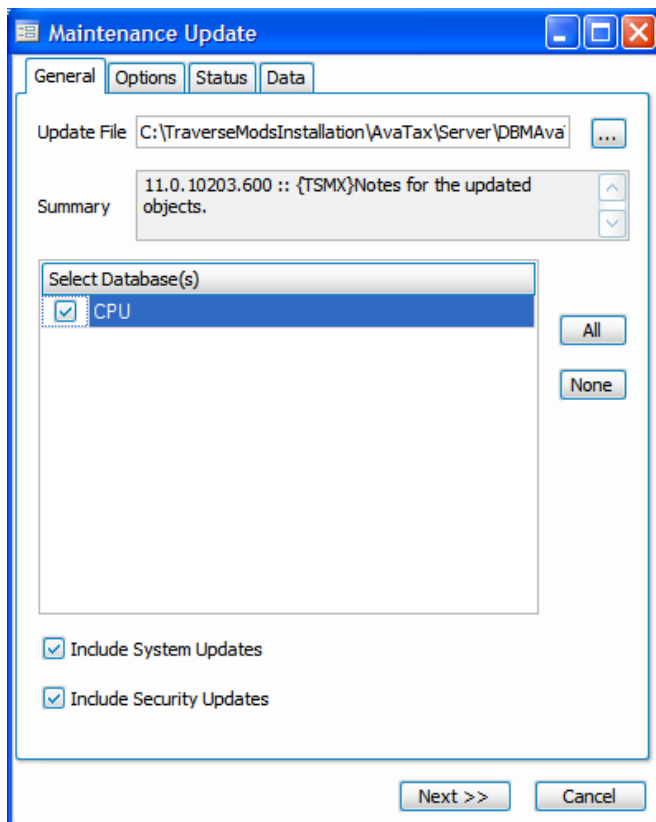 Maintenance Update
General Options Status Data
Update File C:\TraverseModsInstallation\AvaTax\Server\DBMAva ...
Summary 11.0.10203.600 :: {TSMX}Notes for the updated
objects.
Select Database(s)
CPU
All
None
Include System Updates
Include Security Updates
Next >> Cancel